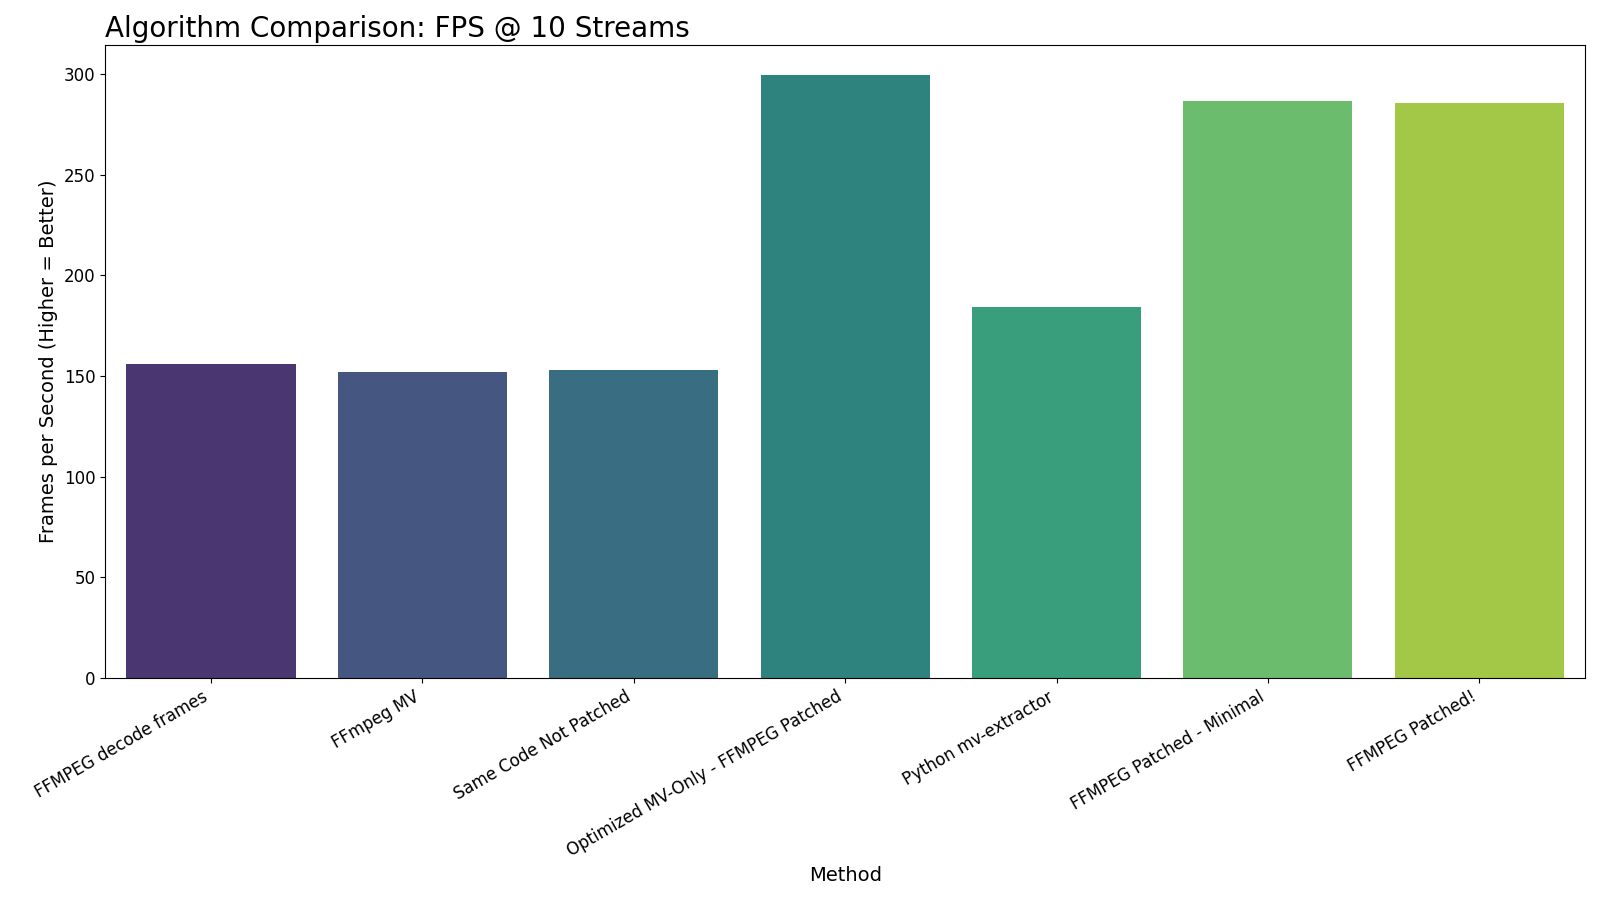 Algorithm Comparison: FPS @ 10 Streams
Frames per Second (Higher = Better)
300
250
200
150
100
50
0
FFMPEG decode frames
FFmpeg MV
Same Code Not Patched
Optimized MV-Only - FFMPEG Patched
Python mv-extractor
FFMPEG Patched - Minimal
FFMPEG Patched!
Method